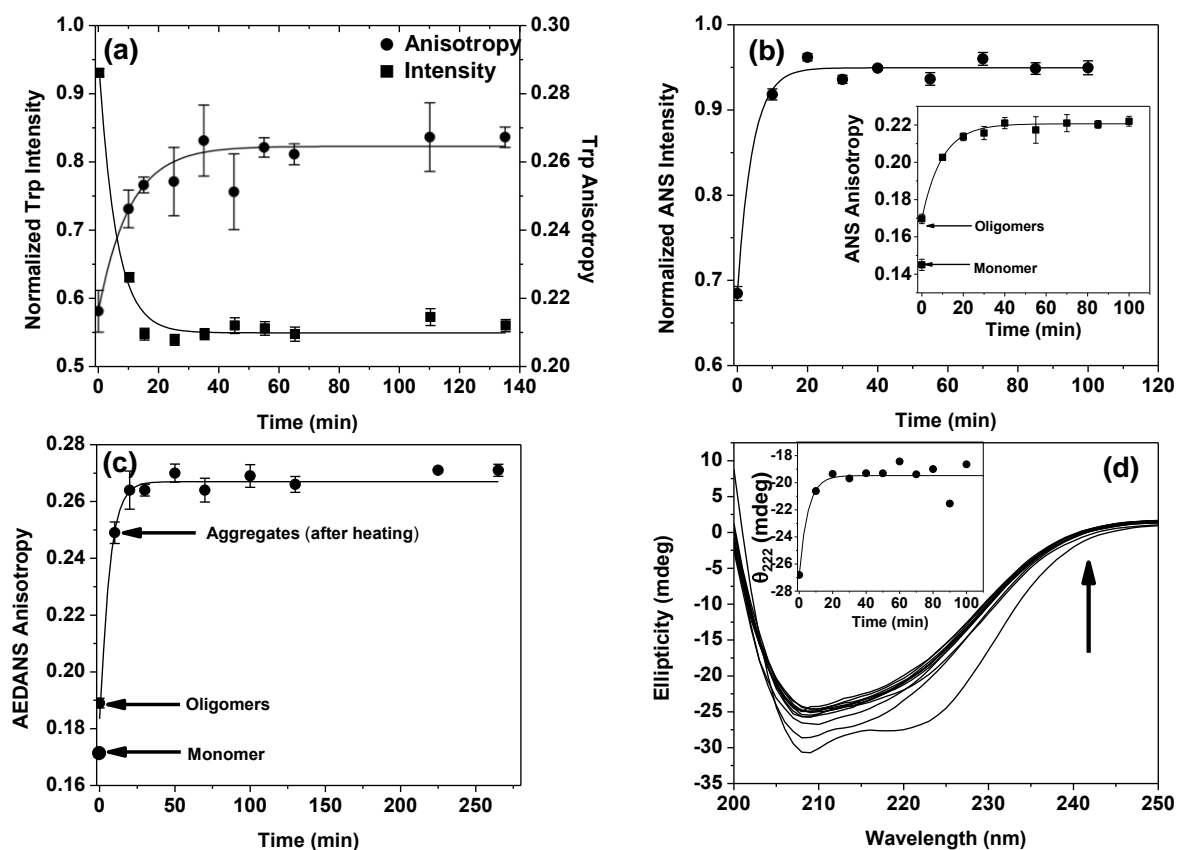 (a)
Anisotropy
Intensity
Normalized Trp Intensity
1.0
0.9
0.8
0.7
0.6
0.5
0.30
0.28
0.26
0.24
0.22
0.20
Trp Anisotropy
0 20 40 60 80 100 120 140
Time (min)
(b)
Normalized ANS Intensity
1.0
0.9
0.8
0.7
0.6
ANS Anisotropy
0.22
0.20
0.18
0.16
0.14
Oligomers
Monomer
0 20 40 60 80 100
Time (min)
0 20 40 60 80 100 120
Time (min)
(c)
AEDANS Anisotropy
0.28
0.26
0.24
0.22
0.20
0.18
0.16
Aggregates (after heating)
Oligomers
Monomer
0 50 100 150 200 250
Time (min)
(d)
Ellipticity (mdeg)
15
10
5
0
-5
-10
-15
-20
-25
-30
-35
θ222 (mdeg)
-18
-20
-22
-24
-26
-28
0 20 40 60 80 100
Time (min)
200 210 220 230 240 250
Wavelength (nm)